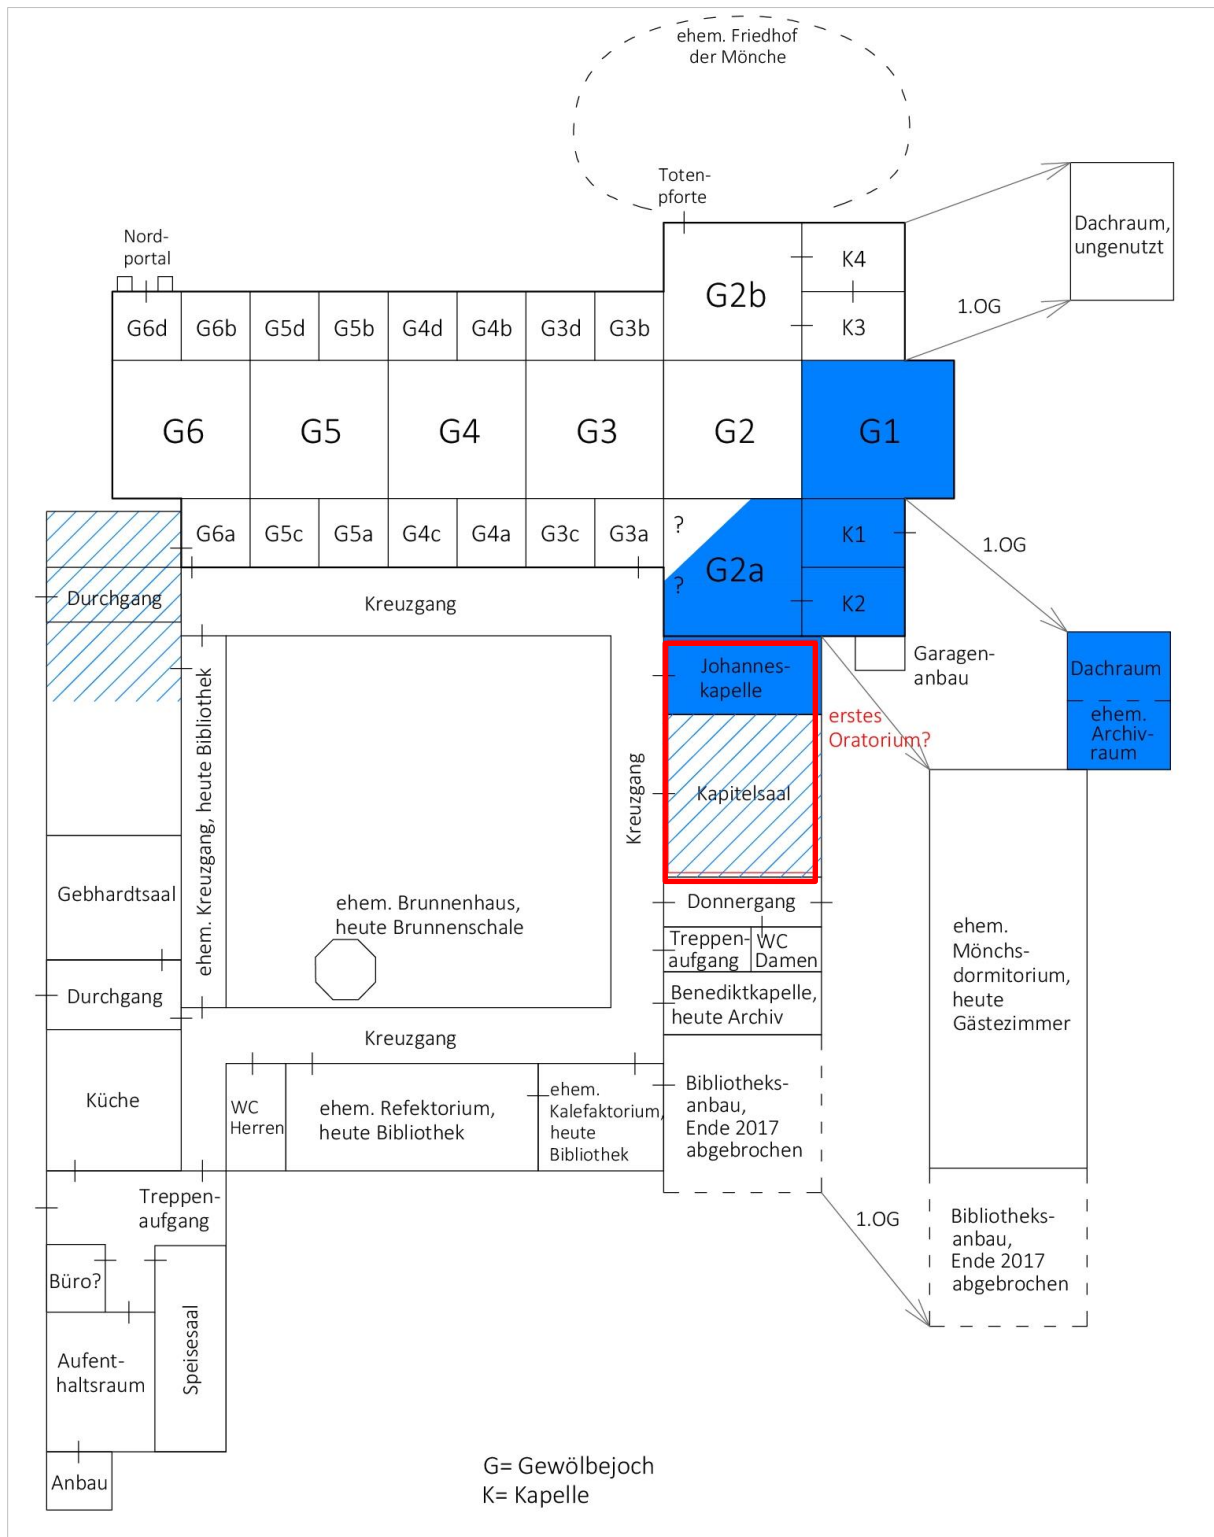 ehem. Friedhof
der Mönche
Toten-
pforte
Nord-
portal
Dachraum,
ungenutzt
K4
G2b
1.OG
G6d
G6b
G5d
G5b
G4d
G4b
G3d
G3b
K3
G6
G5
G4
G3
G2
G1
?
G6a
G5c
G5a
G4c
G4a
G3c
G3a
K1
1.OG
G2a
?
Durchgang
Kreuzgang
K2
Garagen-
anbau
Johannes-
kapelle
Dachraum
ehem.
Archiv-
raum
erstes
Oratorium?
ehem. Kreuzgang, heute Bibliothek
Kreuzgang
Kapitelsaal
Gebhardtsaal
ehem. Brunnenhaus,
heute Brunnenschale
Donnergang
Treppen-
aufgang
WC
Damen
ehem.
Mönchs-
dormitorium,
heute
Gästezimmer
Durchgang
Benediktkapelle,
heute Archiv
Kreuzgang
Küche
WC
Herren
ehem. Refektorium,
heute Bibliothek
ehem.
Kalefaktorium,
heute
Bibliothek
Bibliotheks-
anbau,
Ende 2017
abgebrochen
Treppen-
aufgang
1.OG
Bibliotheks-
anbau,
Ende 2017
abgebrochen
Büro?
Speisesaal
Aufent-
haltsraum
Anbau
G= Gewölbejoch
K= Kapelle